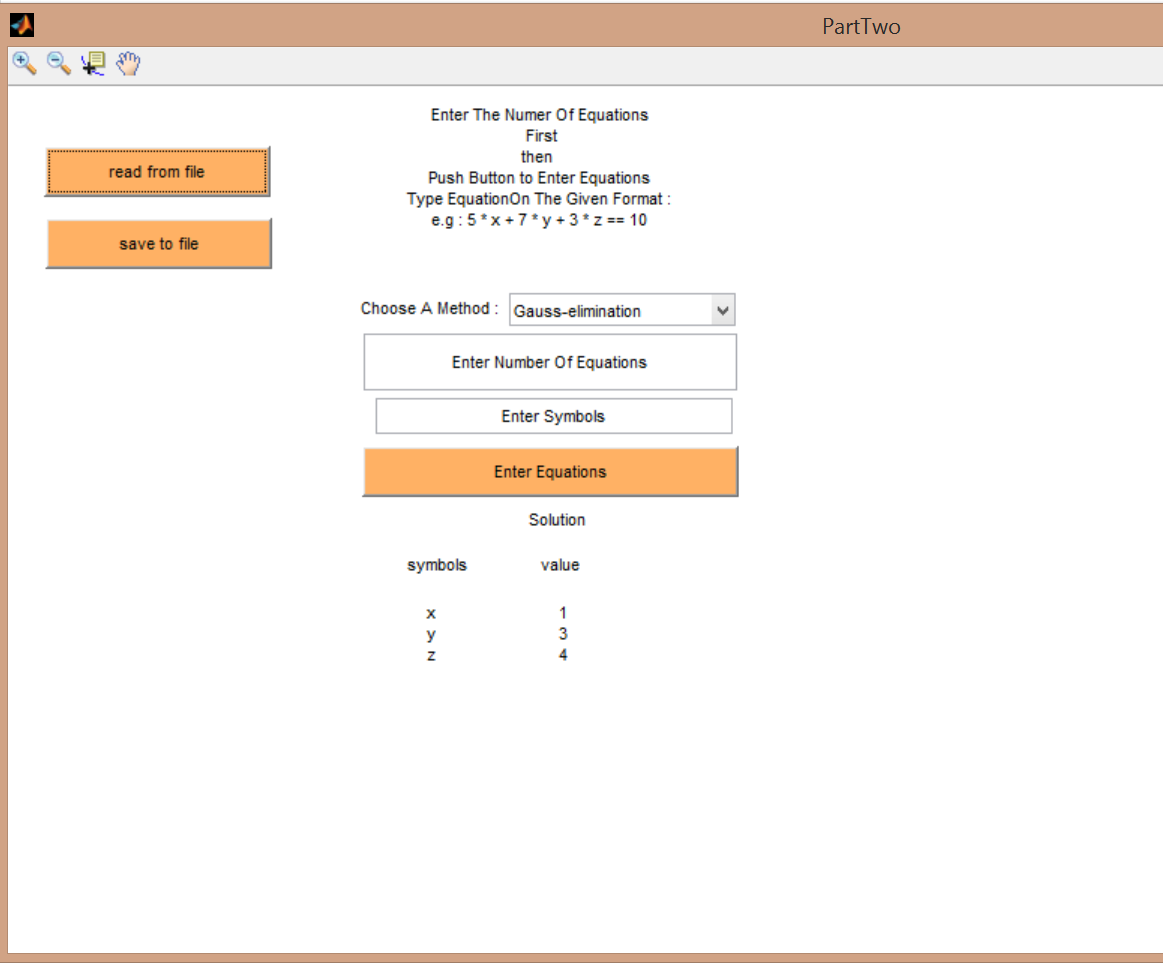 PartTwo
Enter The Numer Of Equations
First
then
Push Button to Enter Equations
Type EquationOn The Given Format :
e.g : 5 * x + 7 * y + 3 * z == 10
read from file
save to file
Choose A Method : Gauss-elimination
Enter Number Of Equations
Enter Symbols
Enter Equations
Solution
symbols value
x 1
y 3
z 4